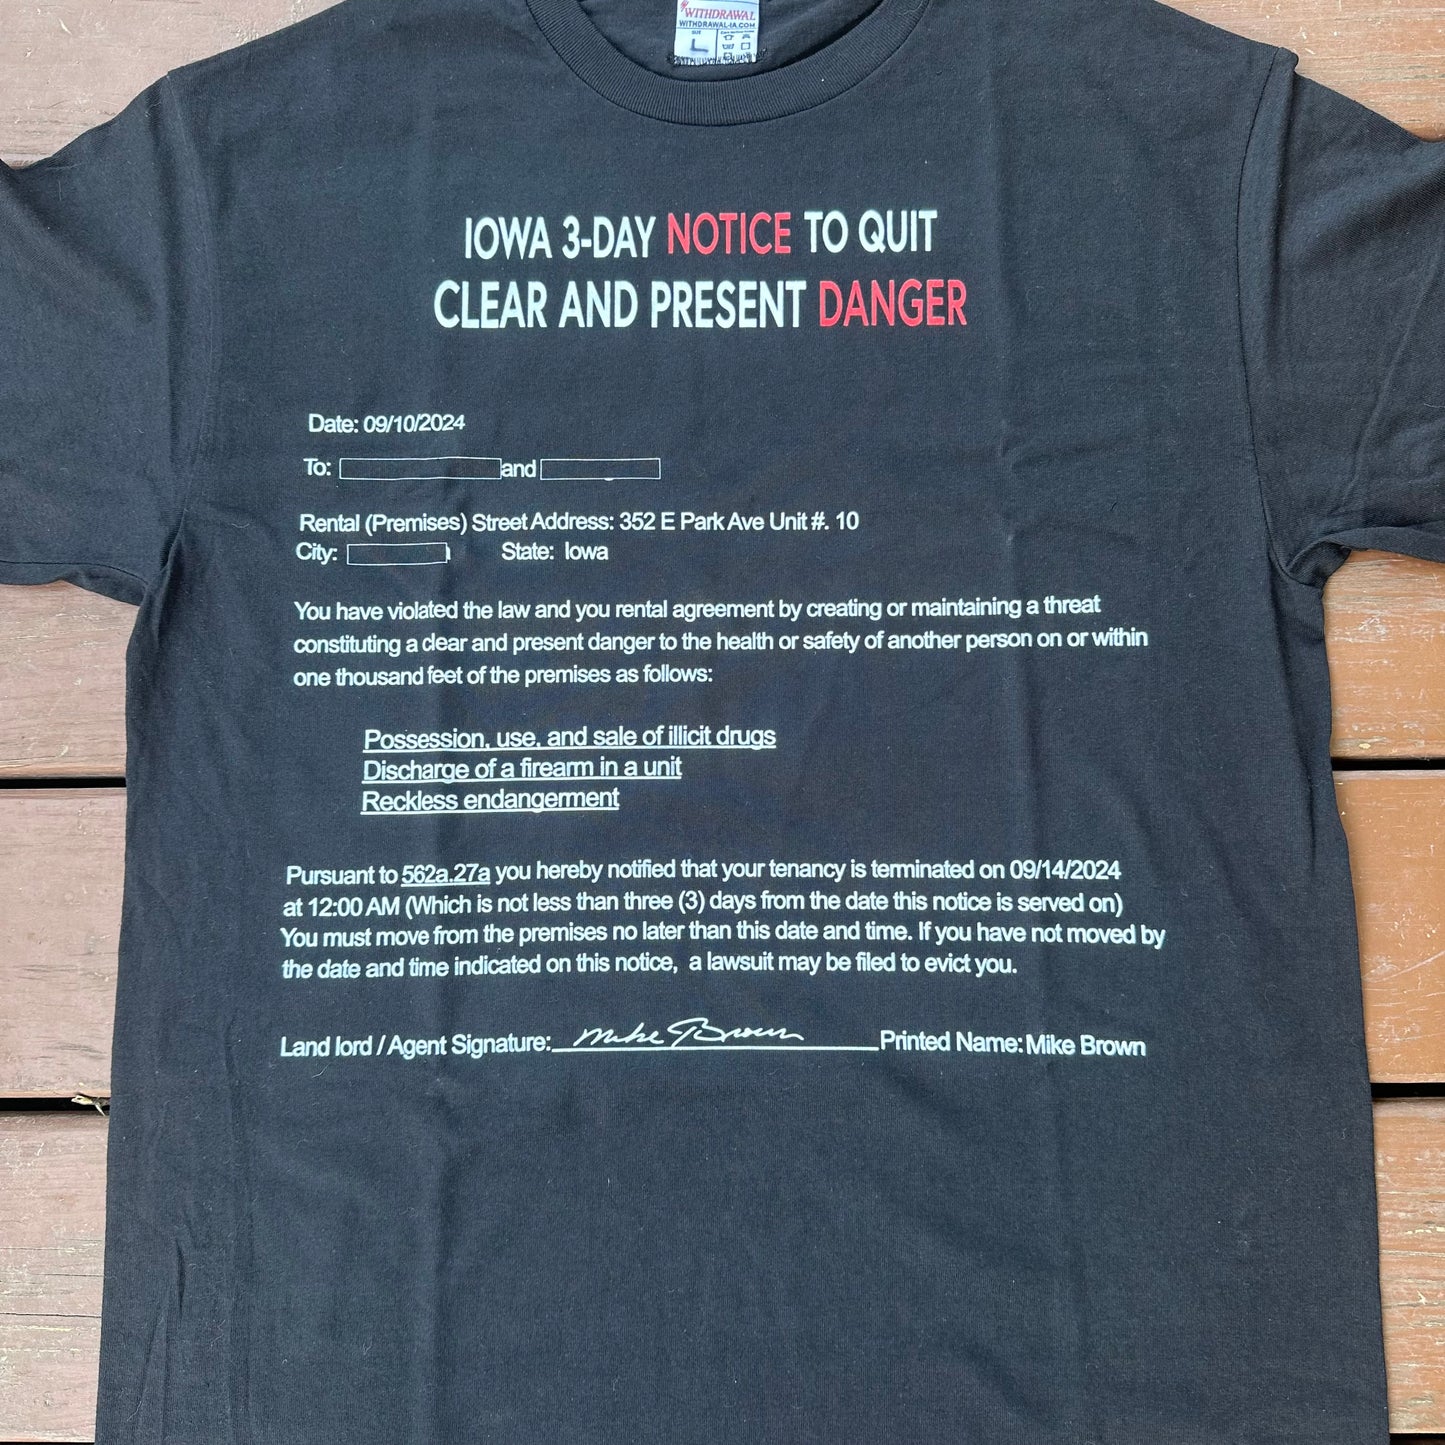 WITHDRAWAL
WITHDRAWAL-IA.COM
SIZE
L
IOWA 3-DAY NOTICE TO QUIT
CLEAR AND PRESENT DANGER
Date: 09/10/2024
To: and
Rental (Premises) Street Address: 352 E Park Ave Unit #. 10
City: State: Iowa
You have violated the law and you rental agreement by creating or maintaining a threat
constituting a clear and present danger to the health or safety of another person on or within
one thousand feet of the premises as follows:
Possession, use, and sale of illicit drugs
Discharge of a firearm in a unit
Reckless endangerment
Pursuant to 562a.27a you hereby notified that your tenancy is terminated on 09/14/2024
at 12:00 AM (Which is not less than three (3) days from the date this notice is served on)
You must move from the premises no later than this date and time. If you have not moved by
the date and time indicated on this notice, a lawsuit may be filed to evict you.
Land lord / Agent Signature: Mike Brown Printed Name: Mike Brown